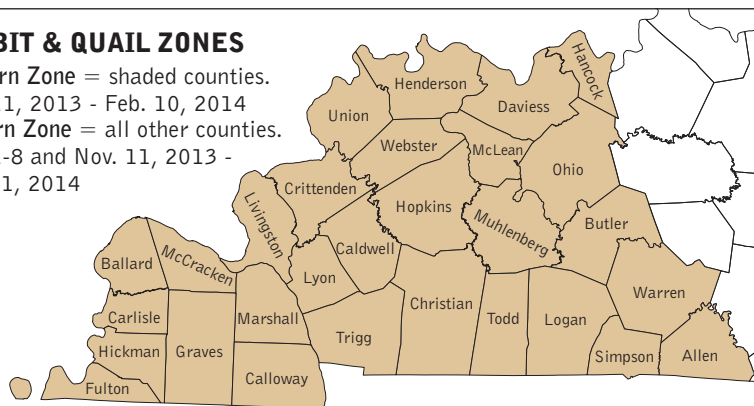 BIT & QUAIL ZONES
rn Zone = shaded counties.
1, 2013 - Feb. 10, 2014
rn Zone = all other counties.
-8 and Nov. 11, 2013 -
1, 2014
Hancock
Henderson
Daviess
Union
Webster
McLean
Ohio
Crittenden
Livingston
Hopkins
Muhlenberg
Butler
Caldwell
Ballard
McCracken
Lyon
Warren
Christian
Carlisle
Marshall
Todd
Logan
Trigg
Hickman
Graves
Simpson
Allen
Calloway
Fulton